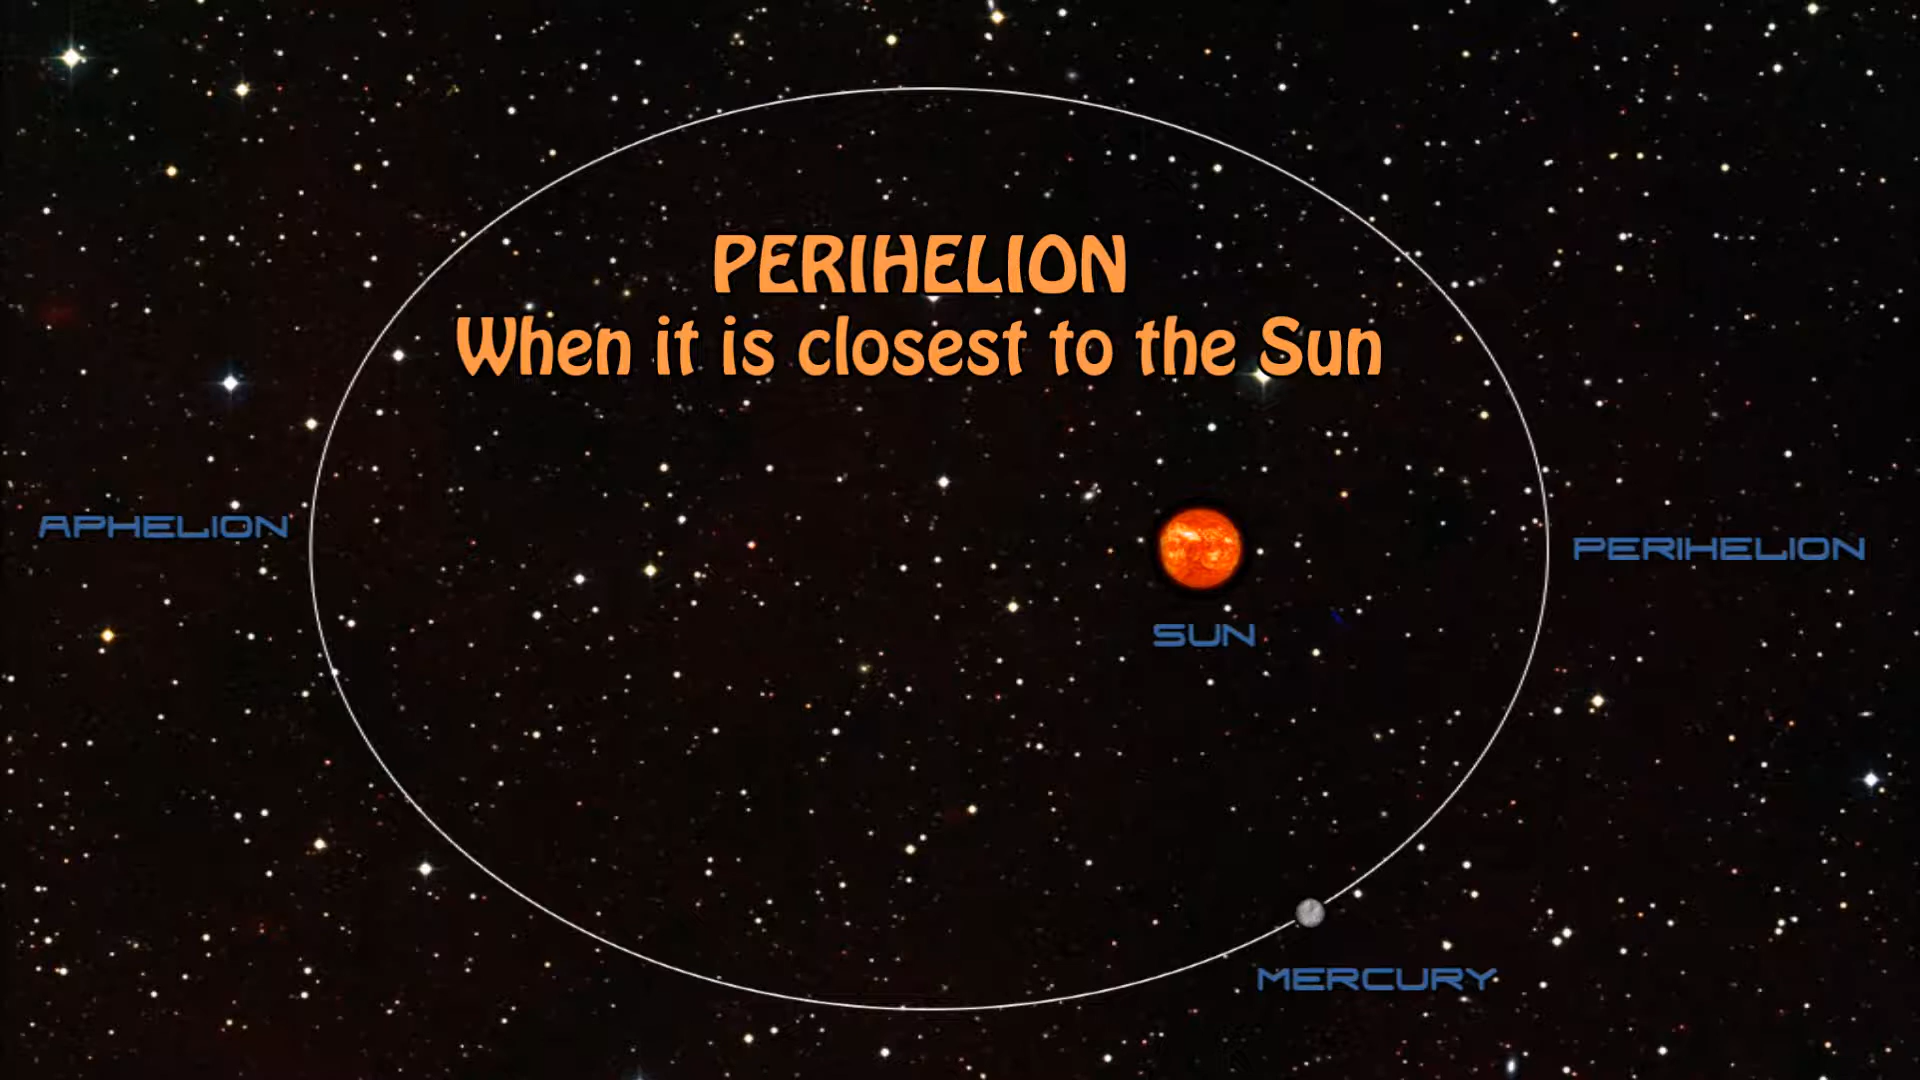 PERIHELION
When it is closest to the Sun
APHELION
PERIHELION
SUN
MERCURY